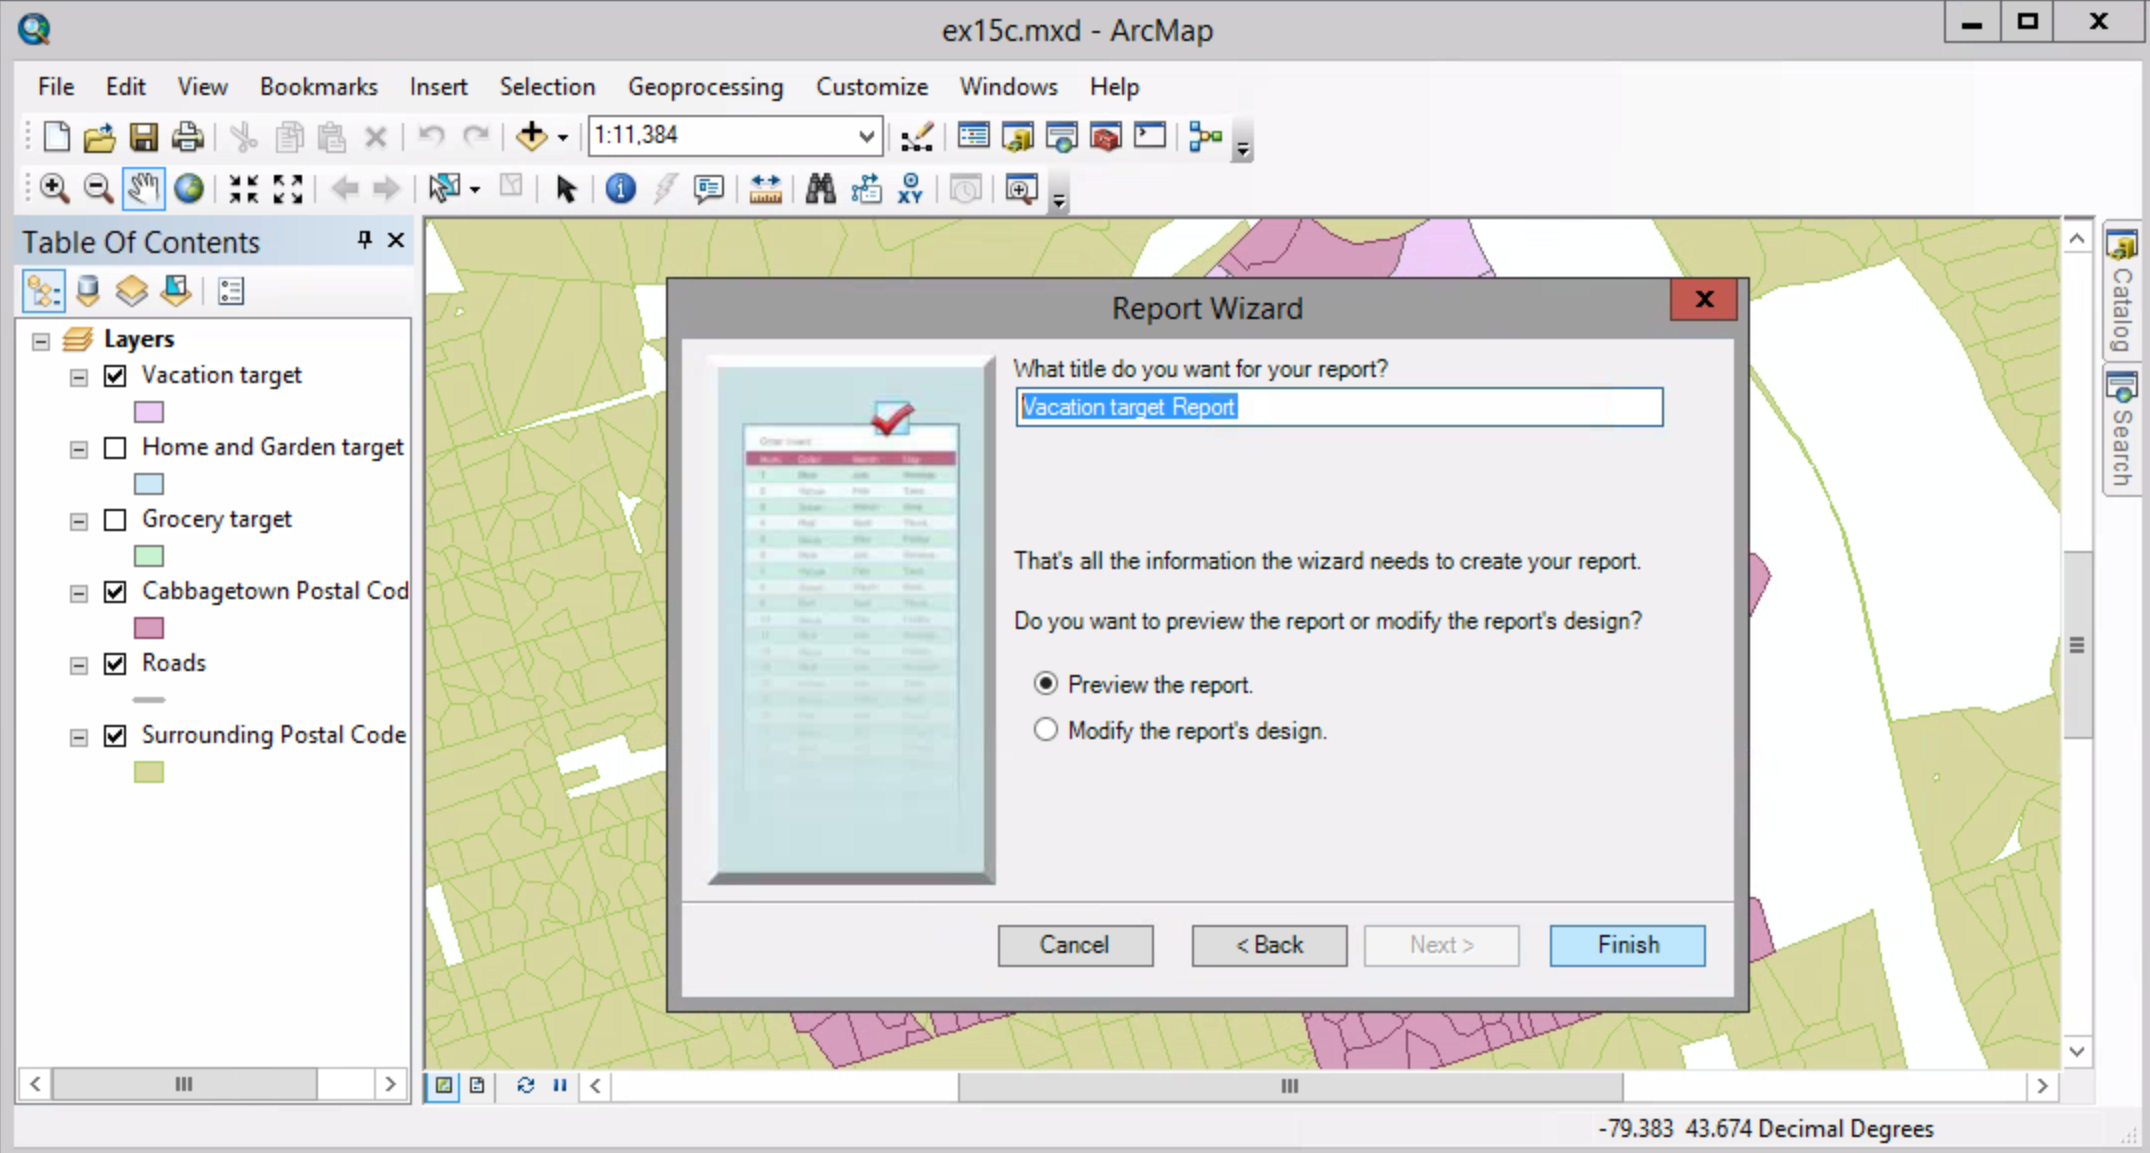 ex15c.mxd - ArcMap
File Edit View Bookmarks Insert Selection Geoprocessing Customize Windows Help
1:11,384
XY
Table Of Contents
Layers
Vacation target
Home and Garden target
Grocery target
Cabbagetown Postal Cod
Roads
Surrounding Postal Code
Report Wizard
What title do you want for your report?
Vacation target Report
That's all the information the wizard needs to create your report.
Do you want to preview the report or modify the report's design?
Preview the report.
Modify the report's design.
Cancel < Back Next > Finish
Catalog
Search
-79.383 43.674 Decimal Degrees